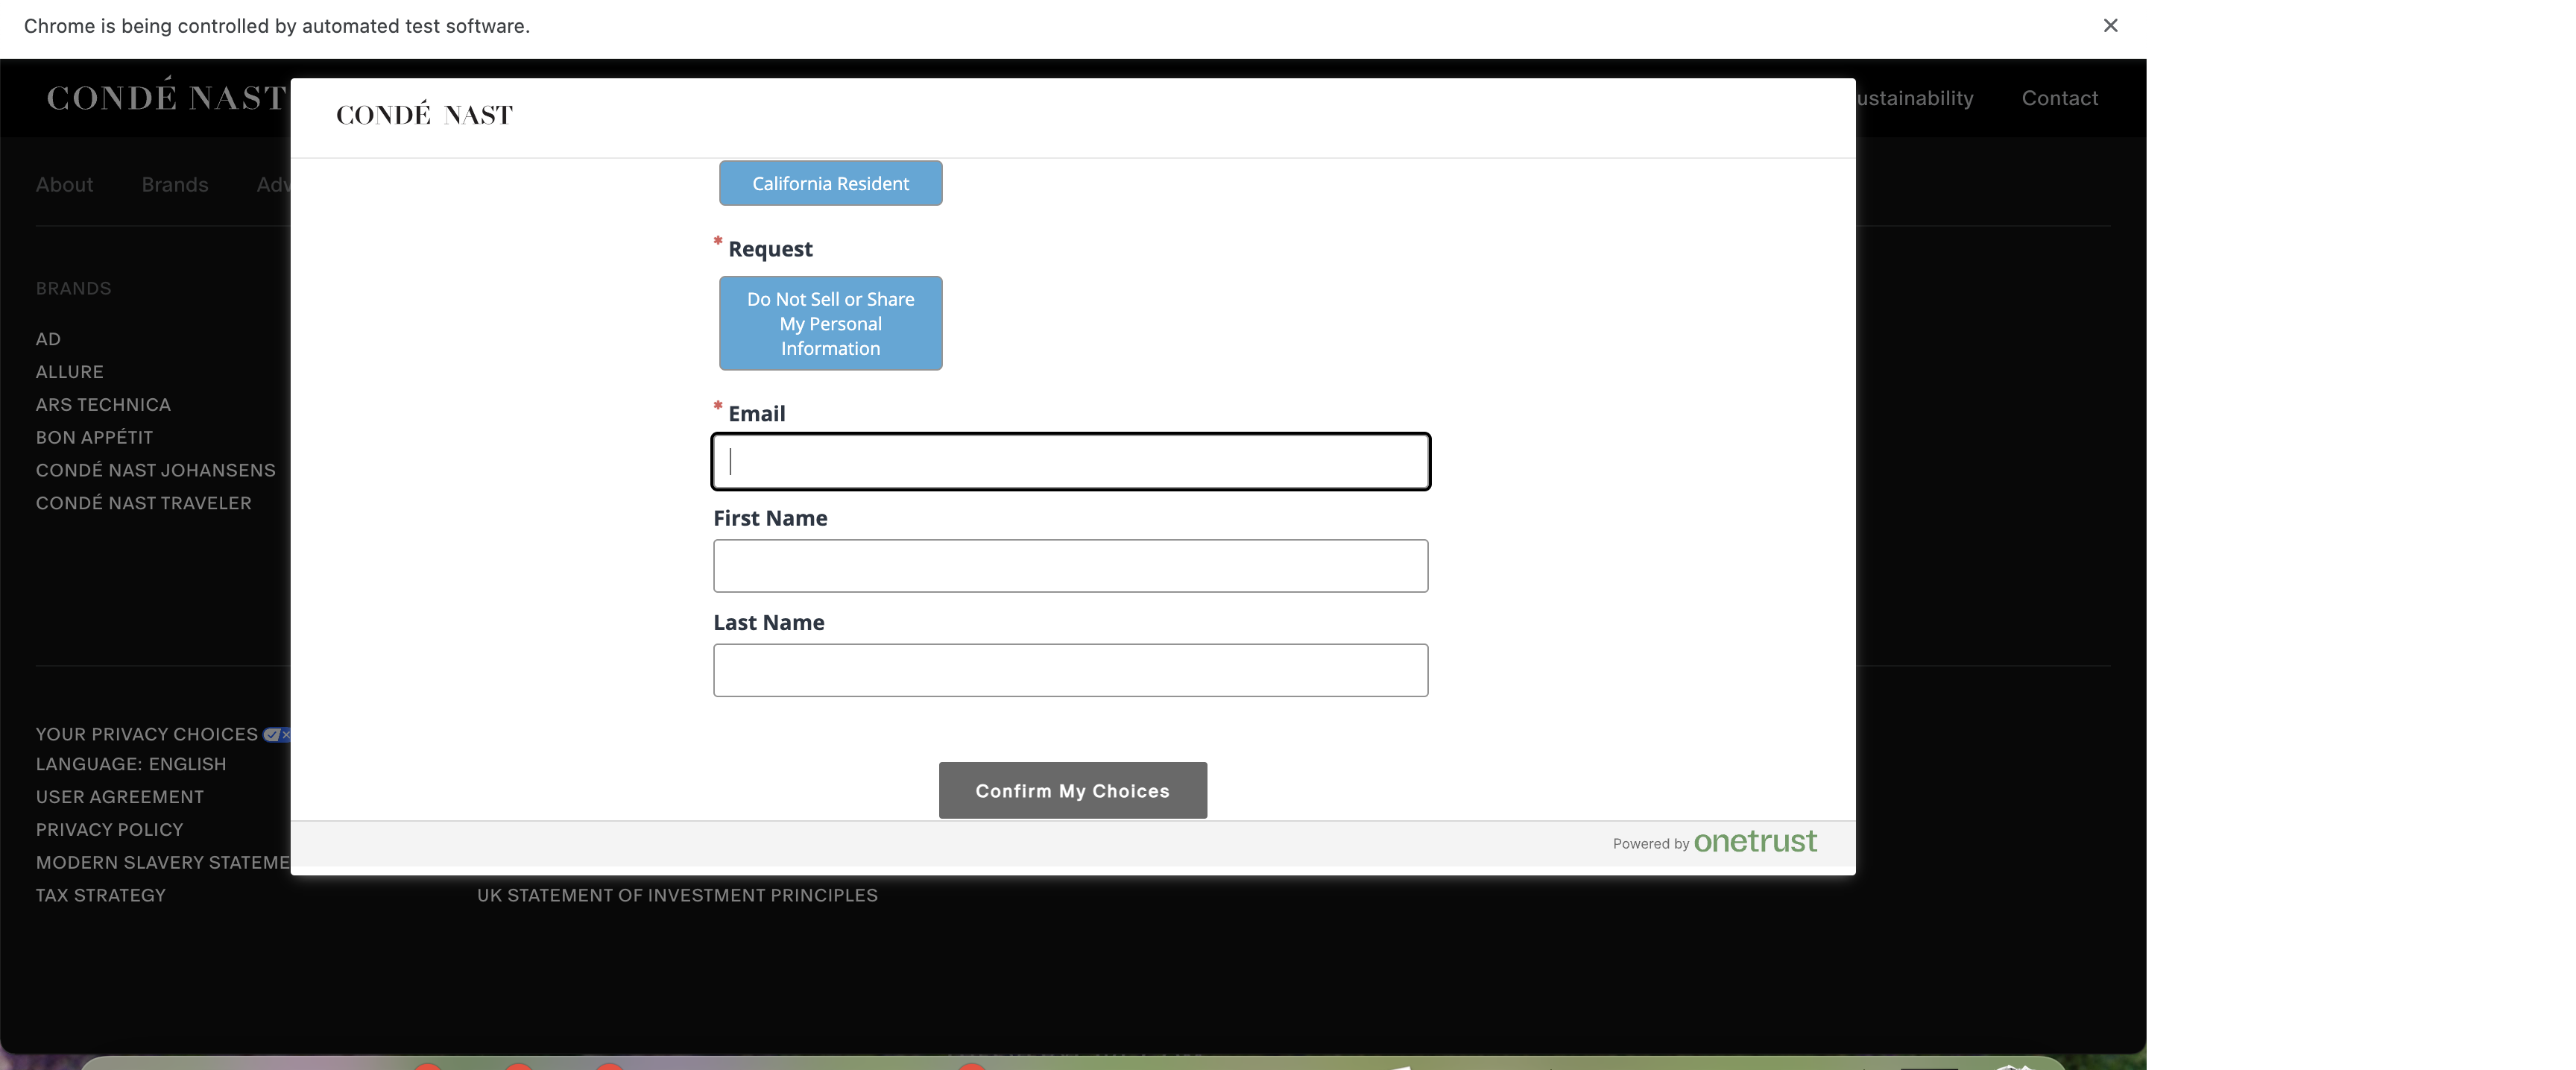 Chrome is being controlled by automated test software.
CONDÉ NAST
ustainability
Contact
CONDÉ NAST
About
Brands
Adv
California Resident
* Request
Do Not Sell or Share
My Personal
Information
* Email
First Name
Last Name
Confirm My Choices
Powered by onetrust
BRANDS
AD
ALLURE
ARS TECHNICA
BON APPÉTIT
CONDÉ NAST JOHANSENS
CONDÉ NAST TRAVELER
YOUR PRIVACY CHOICES
LANGUAGE: ENGLISH
USER AGREEMENT
PRIVACY POLICY
MODERN SLAVERY STATEME
TAX STRATEGY
UK STATEMENT OF INVESTMENT PRINCIPLES